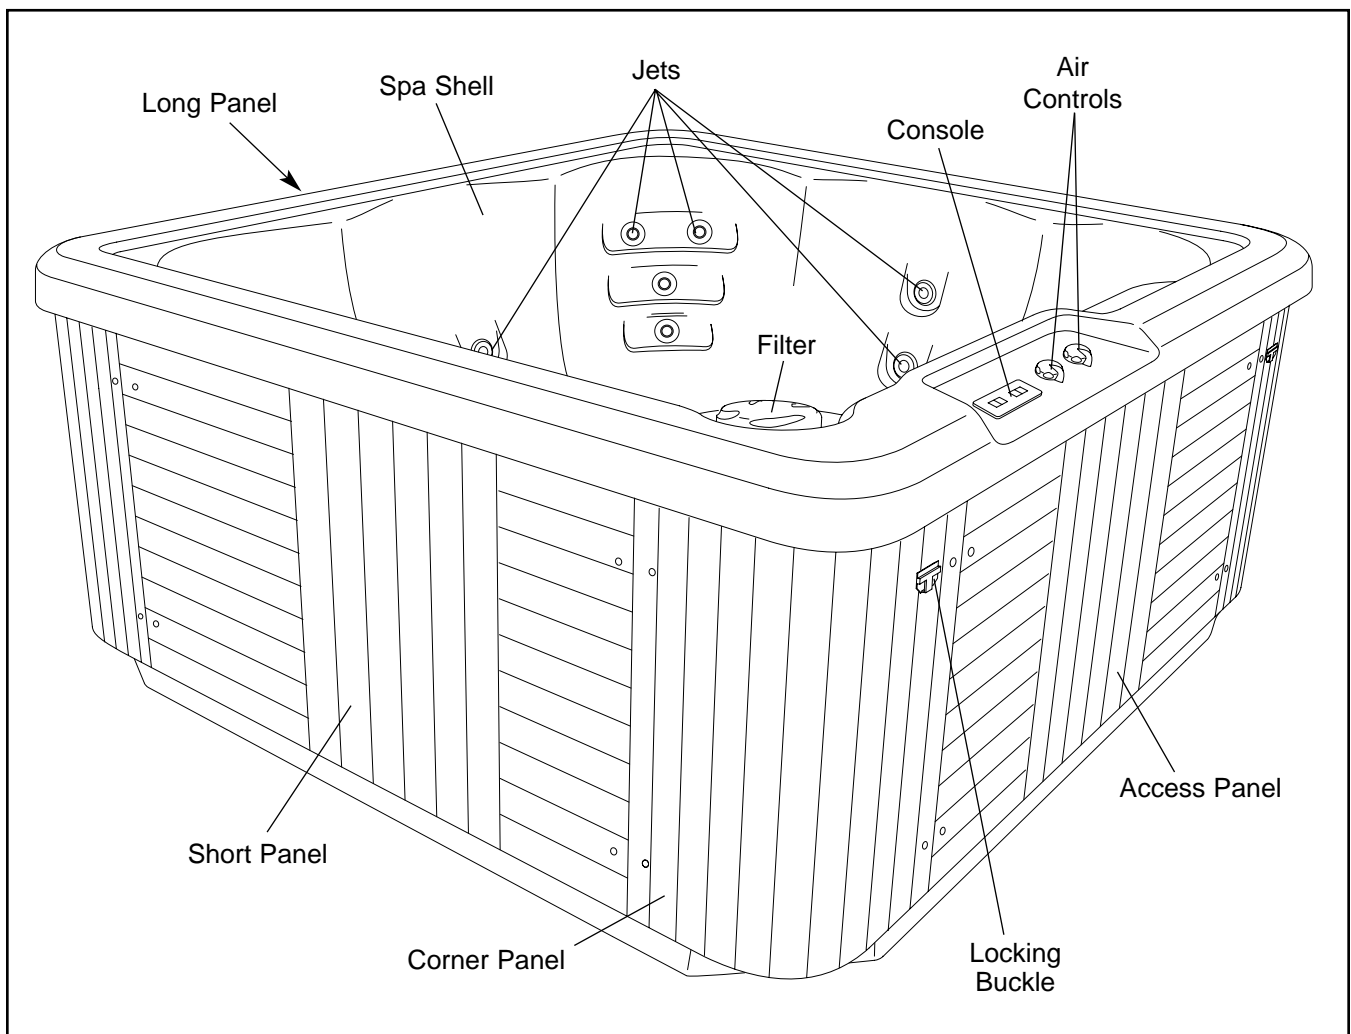 Jets
Air
Controls
Spa Shell
Long Panel
Console
Filter
Access Panel
Short Panel
Corner Panel
Locking
Buckle